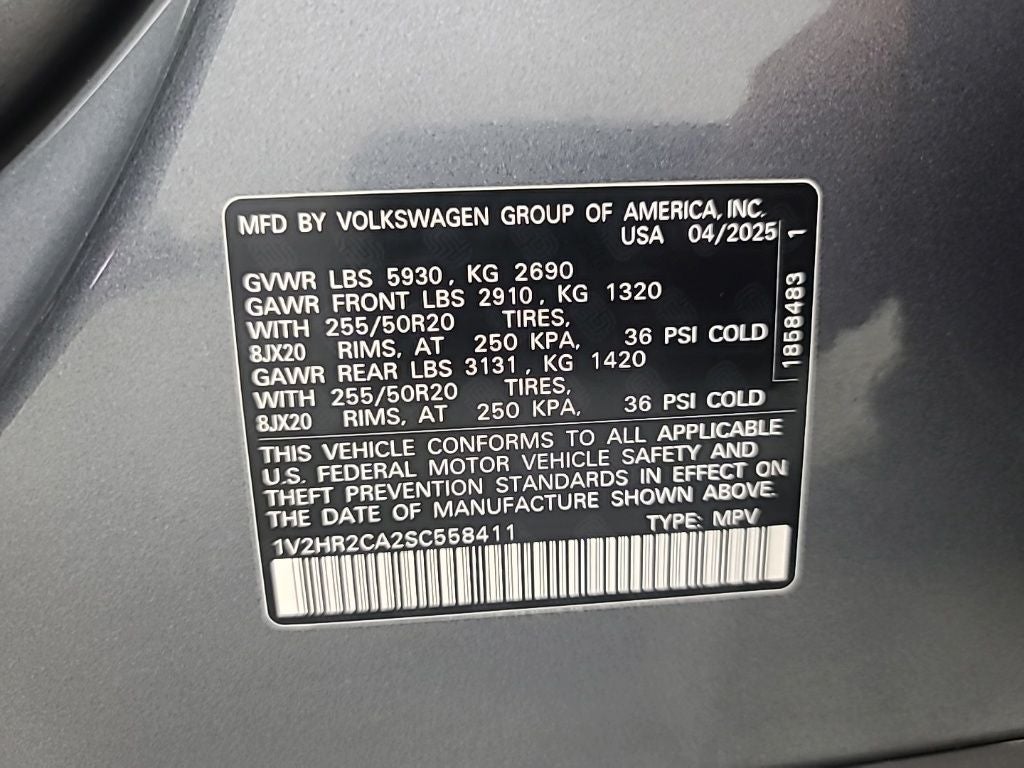 MFD BY VOLKSWAGEN GROUP OF AMERICA, INC.
USA 04/2025
GVWR LBS 5930, KG 2690
GAWR FRONT LBS 2910, KG 1320
WITH 255/50R20 TIRES,
8JX20 RIMS, AT 250 KPA, 36 PSI COLD
GAWR REAR LBS 3131, KG 1420
WITH 255/50R20 TIRES,
8JX20 RIMS, AT 250 KPA, 36 PSI COLD
1858483 1
THIS VEHICLE CONFORMS TO ALL APPLICABLE
U.S. FEDERAL MOTOR VEHICLE SAFETY AND
THEFT PREVENTION STANDARDS IN EFFECT ON
THE DATE OF MANUFACTURE SHOWN ABOVE.
TYPE: MPV
1V2HR2CA2SC558411